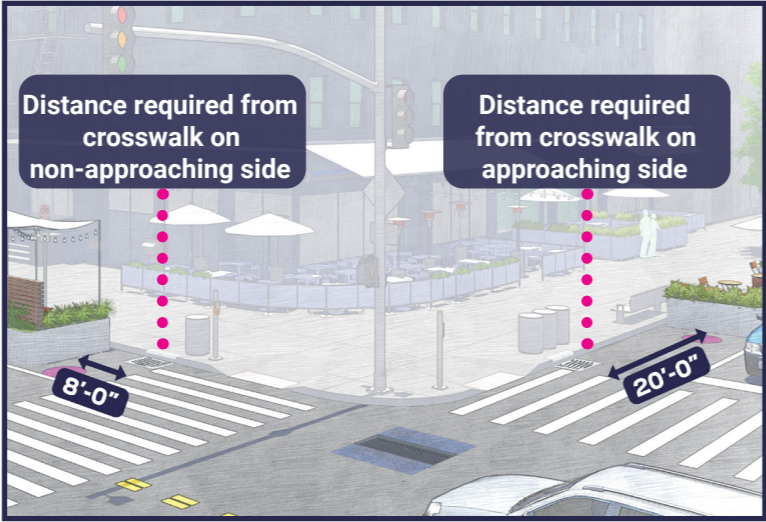 Distance required from
crosswalk on
non-approaching side
Distance required
from crosswalk on
approaching side
8'-0"
20'-0"